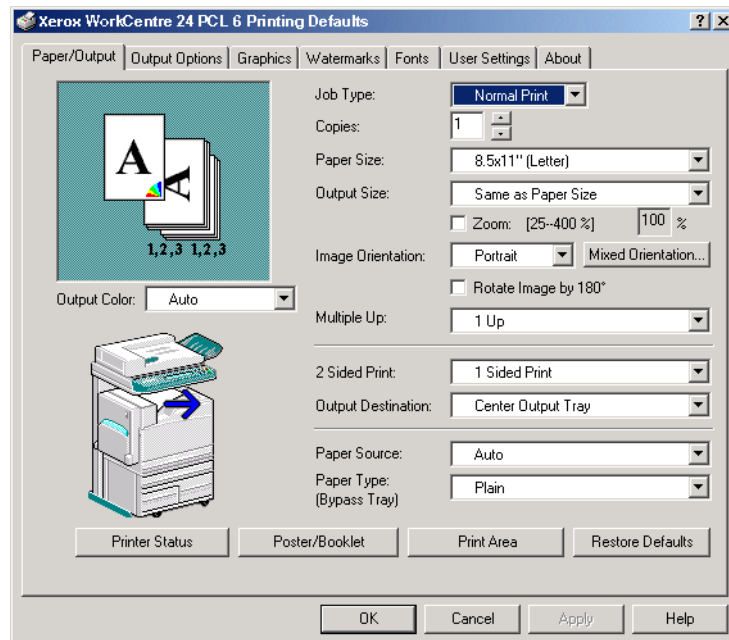 Xerox WorkCentre 24 PCL 6 Printing Defaults
Paper/Output Output Options Graphics Watermarks Fonts User Settings About
A A
1,2,3 1,2,3
Output Color: Auto
Job Type: Normal Print
Copies: 1
Paper Size: 8.5x11" (Letter)
Output Size: Same as Paper Size
Zoom: [25--400 %] 100 %
Image Orientation: Portrait Mixed Orientation...
Rotate Image by 180°
Multiple Up: 1 Up
2 Sided Print: 1 Sided Print
Output Destination: Center Output Tray
Paper Source: Auto
Paper Type: Plain
(Bypass Tray)
Printer Status Poster/Booklet Print Area Restore Defaults
OK Cancel Apply Help